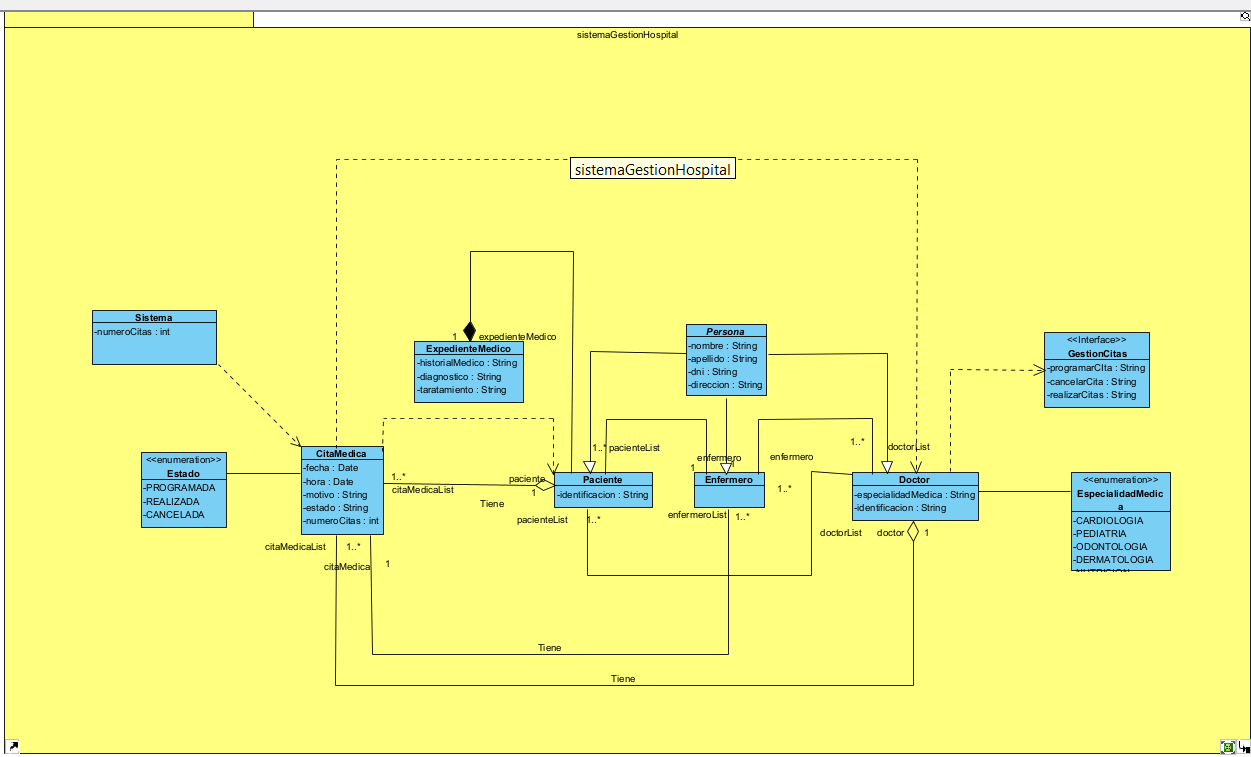 sistemaGestionHospital
sistemaGestionHospital
Sistema
-numeroCitas : int
1
expedienteMedico
ExpedienteMedico
-historialMedico : String
-diagnostico : String
-taratamiento : String
Persona
-nombre : String
-apellido : String
-dni : String
-direccion : String
<<Interface>>
GestionCitas
-programarCIta : String
-cancelarCita : String
-realizarCitas : String
<<enumeration>>
Estado
-PROGRAMADA
-REALIZADA
-CANCELADA
CitaMedica
-fecha : Date
-hora : Date
-motivo : String
-estado : String
-numeroCitas : int
1..*
citaMedicaList
Tiene
paciente
1
1..*
pacienteList
Paciente
-identificacion : String
pacienteList
1..*
enfermero
1
1
Enfermero
enfermeroList
1..*
enfermero
1..*
1..*
doctorList
Doctor
-especialidadMedica : String
-identificacion : String
doctorList
doctor
1
<<enumeration>>
EspecialidadMedic
a
-CARDIOLOGIA
-PEDIATRIA
-ODONTOLOGIA
-DERMATOLOGIA
-NUTRICION
citaMedicaList
1..*
citaMedica
1
Tiene
Tiene